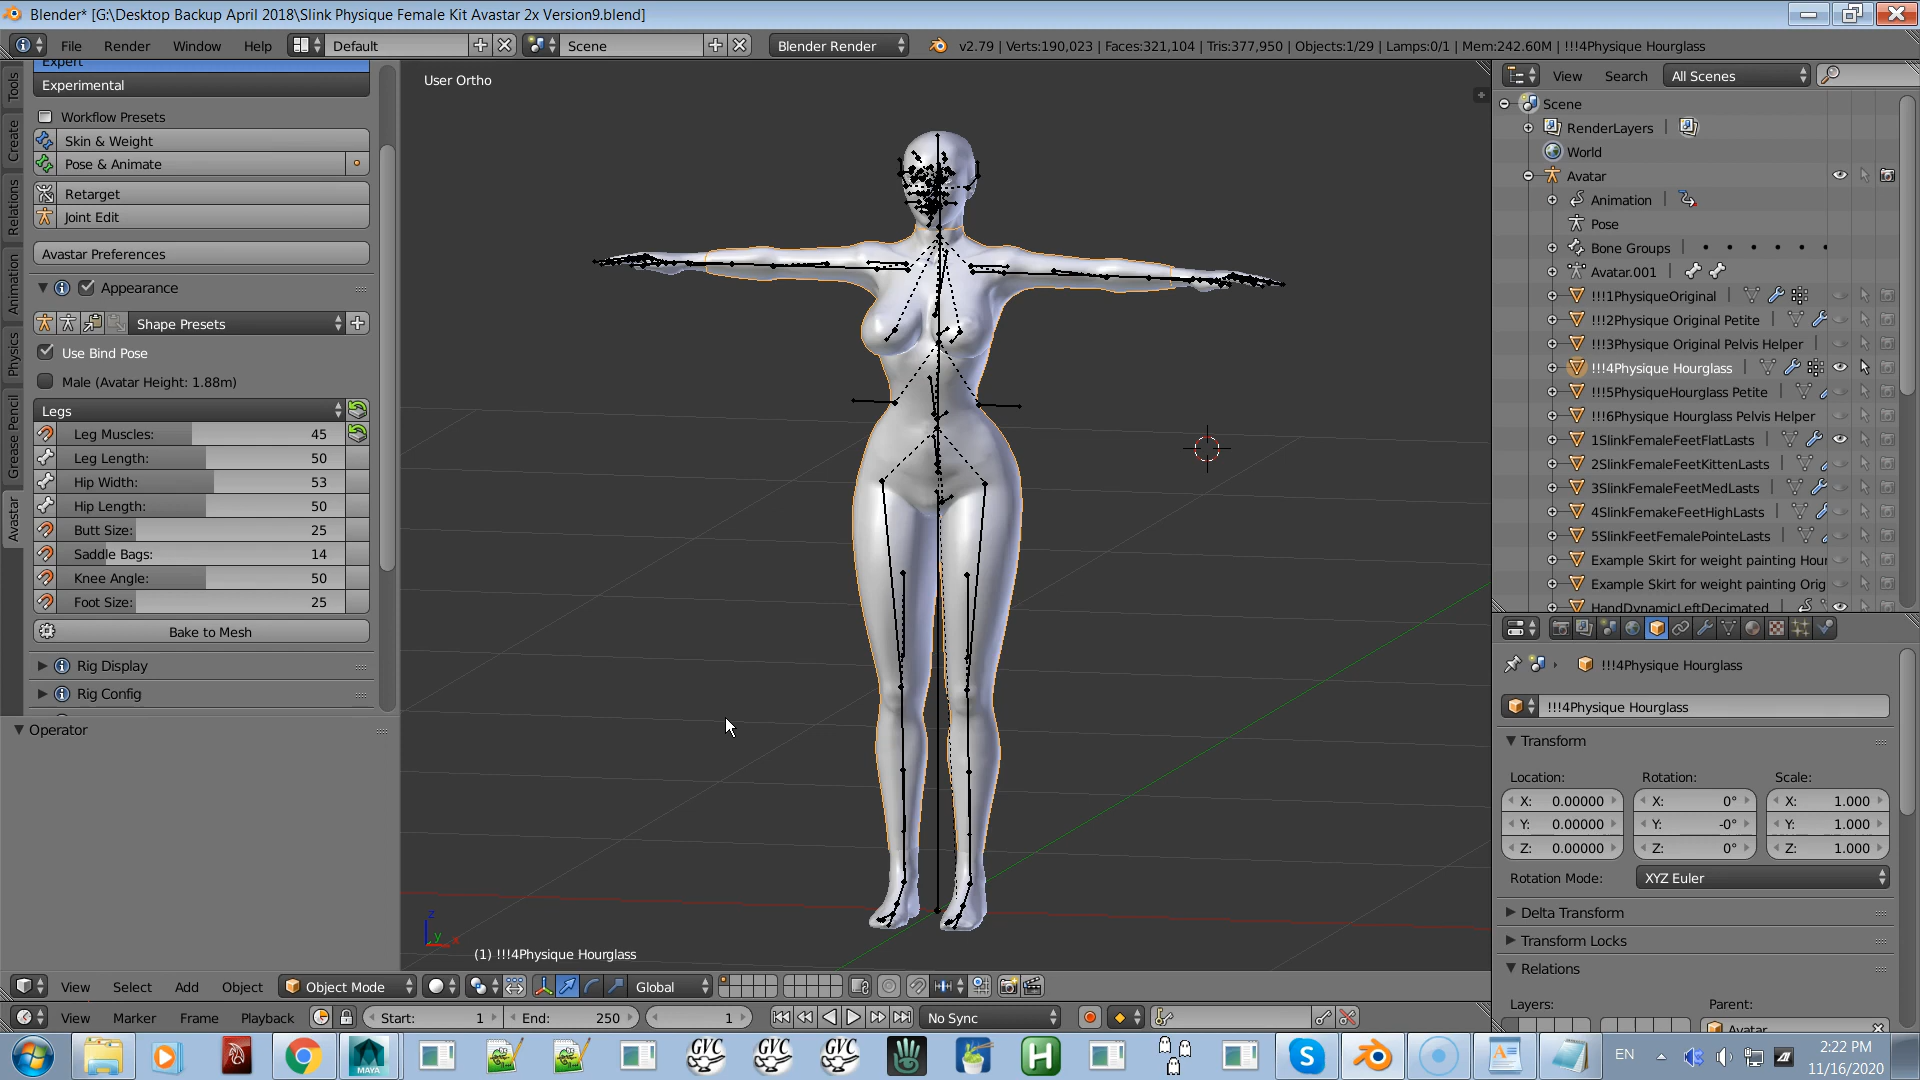 Blender* [G:\Desktop Backup April 2018\Slink Physique Female Kit Avastar 2x Version9.blend]
File Render Window Help Default Scene Blender Render v2.79 | Verts:190,023 | Faces:321,104 | Tris:377,950 | Objects:1/29 | Lamps:0/1 | Mem:242.60M | !!!4Physique Hourglass
Tools
Create
Relations
Animation
Physics
Grease Pencil
Avastar
Expert
Experimental
Workflow Presets
Skin & Weight
Pose & Animate
Retarget
Joint Edit
Avastar Preferences
Appearance
Shape Presets
Use Bind Pose
Male (Avatar Height: 1.88m)
Legs
Leg Muscles: 45
Leg Length: 50
Hip Width: 53
Hip Length: 50
Butt Size: 25
Saddle Bags: 14
Knee Angle: 50
Foot Size: 25
Bake to Mesh
Rig Display
Rig Config
Operator
User Ortho
z
y
x
(1) !!!4Physique Hourglass
View Search All Scenes
Scene
RenderLayers
World
Avatar
Animation
Pose
Bone Groups
Avatar.001
!!!1PhysiqueOriginal
!!!2Physique Original Petite
!!!3Physique Original Pelvis Helper
!!!4Physique Hourglass
!!!5PhysiqueHourglass Petite
!!!6Physique Hourglass Pelvis Helper
1SlinkFemaleFeetFlatLasts
2SlinkFemaleFeetKittenLasts
3SlinkFemaleFeetMedLasts
4SlinkFemakeFeetHighLasts
5SlinkFeetFemalePointeLasts
Example Skirt for weight painting Hour
Example Skirt for weight painting Orig
HandDynamicLeftDecimated
!!!4Physique Hourglass
!!!4Physique Hourglass
Transform
Location: Rotation: Scale:
X: 0.00000 X: 0° X: 1.000
Y: 0.00000 Y: -0° Y: 1.000
Z: 0.00000 Z: 0° Z: 1.000
Rotation Mode: XYZ Euler
Delta Transform
Transform Locks
Relations
Layers: Parent:
Avatar
View Select Add Object Object Mode Global
View Marker Frame Playback Start: 1 End: 250 1 No Sync
MAYA GVC GVC GVC H S EN 2:22 PM
11/16/2020